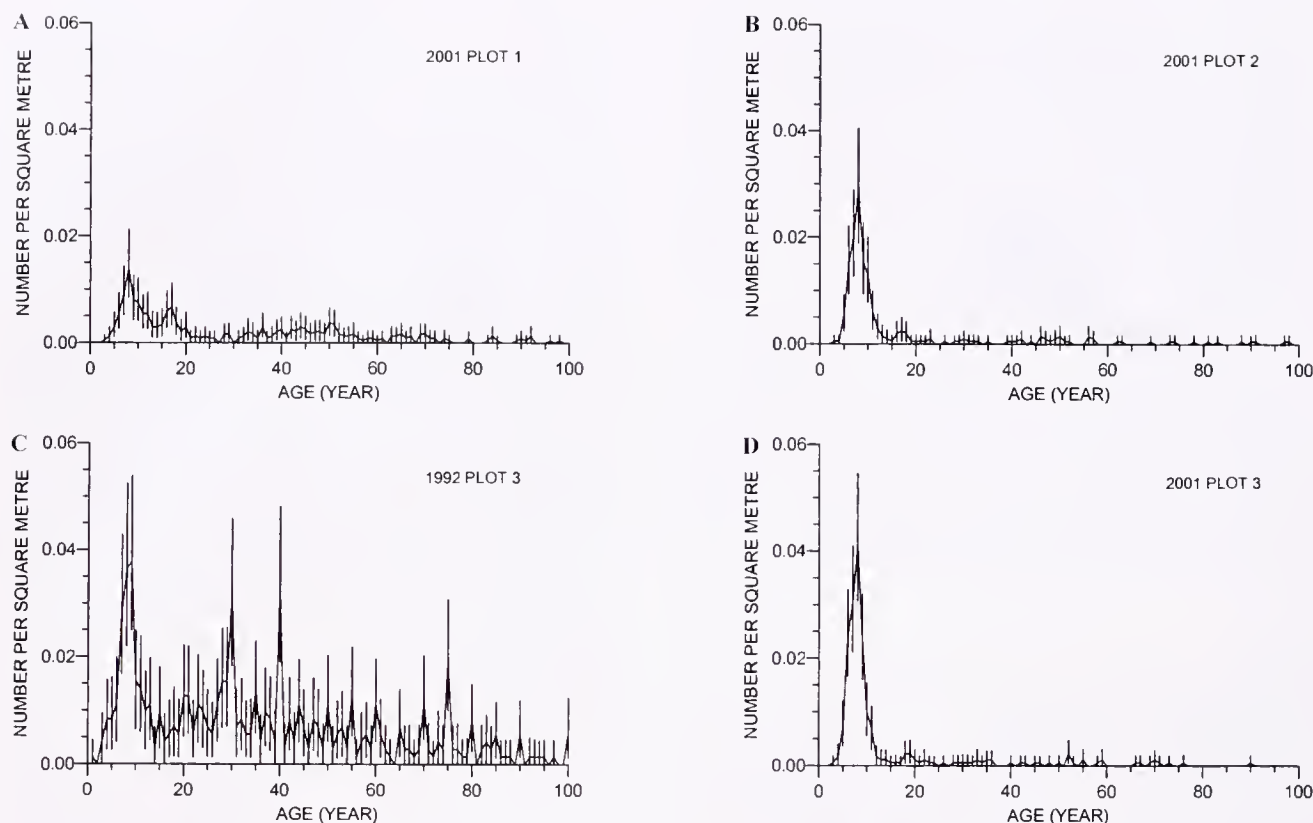 A
NUMBER PER SQUARE METRE
0.06
0.04
0.02
0.00
2001 PLOT 1
0 20 40 60 80 100
AGE (YEAR)
B
NUMBER PER SQUARE METRE
0.06
0.04
0.02
0.00
2001 PLOT 2
0 20 40 60 80 100
AGE (YEAR)
C
NUMBER PER SQUARE METRE
0.06
0.04
0.02
0.00
1992 PLOT 3
0 20 40 60 80 100
AGE (YEAR)
D
NUMBER PER SQUARE METRE
0.06
0.04
0.02
0.00
2001 PLOT 3
0 20 40 60 80 100
AGE (YEAR)